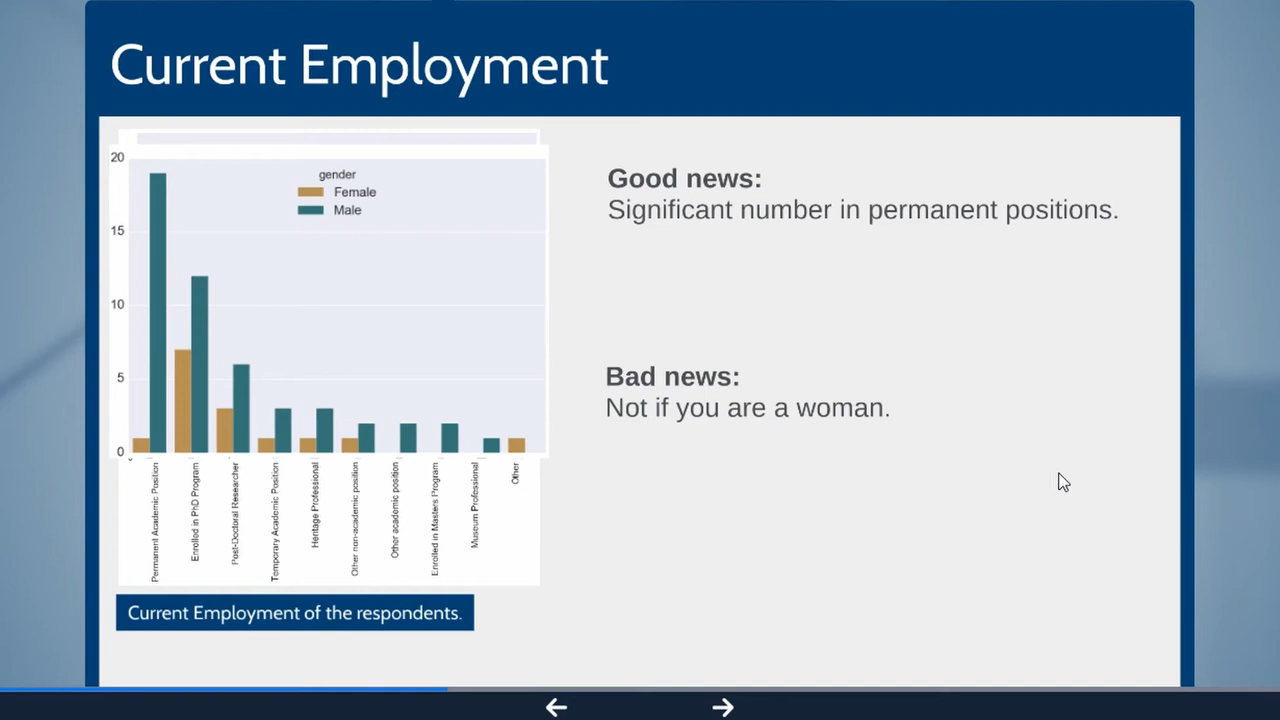 Current Employment
20
15
10
5
0
gender
Female
Male
Permanent Academic Position
Enrolled in PhD Program
Post-Doctoral Researcher
Temporary Academic Position
Heritage Professional
Other non-academic position
Other academic position
Enrolled in Masters Program
Museum Professional
Other
Current Employment of the respondents.
Good news:
Significant number in permanent positions.
Bad news:
Not if you are a woman.